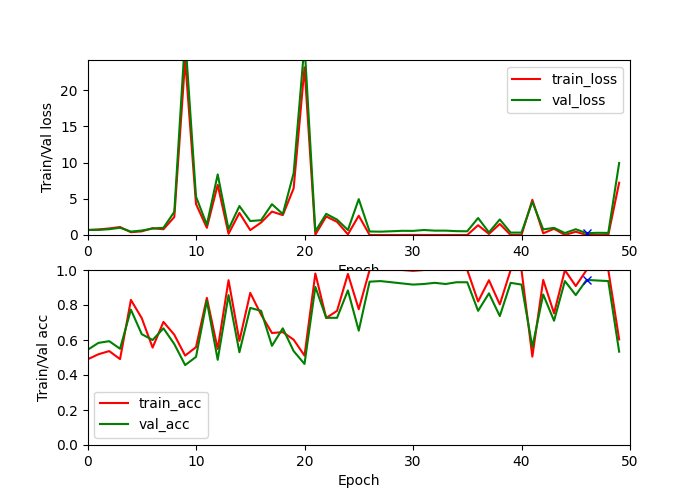 Train/Val loss
20
15
10
5
0
train_loss
val_loss
0 10 20 30 40 50
Epoch
Train/Val acc
1.0
0.8
0.6
0.4
0.2
0.0
train_acc
val_acc
0 10 20 30 40 50
Epoch